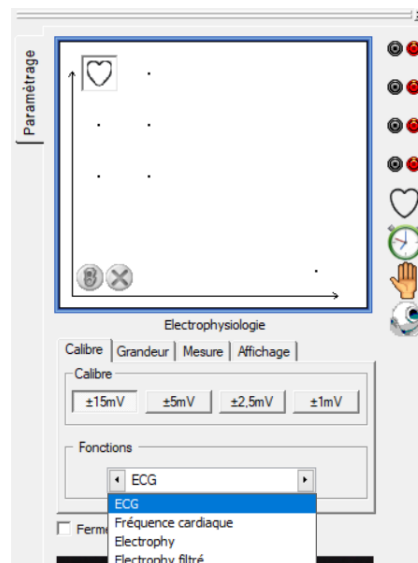 Paramétrage
Electrophysiologie
Calibre Grandeur Mesure Affichage
Calibre
±15mV ±5mV ±2,5mV ±1mV
Fonctions
ECG
ECG
Fréquence cardiaque
Ferme
Electrophy
Electrophy filtré